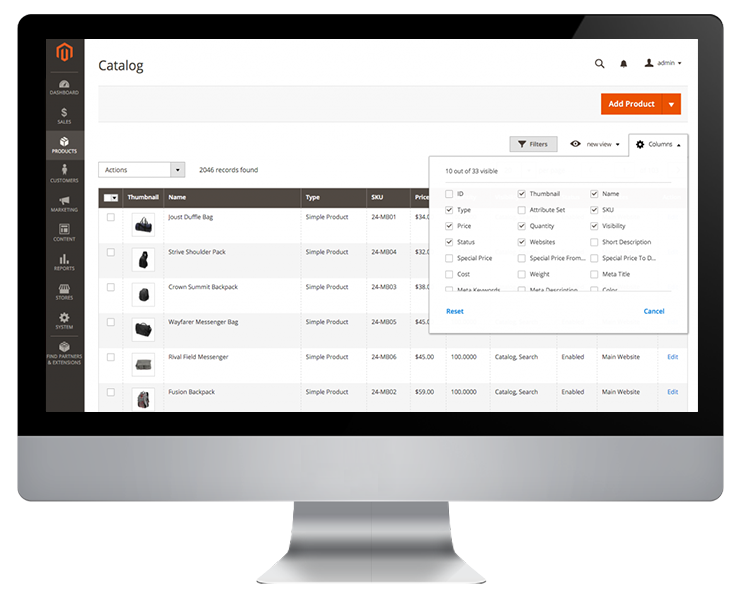 Catalog
admin
DASHBOARD
SALES
PRODUCTS
CUSTOMERS
MARKETING
CONTENT
REPORTS
STORES
SYSTEM
FIND PARTNERS
& EXTENSIONS
Add Product
Filters new view Columns
Actions 2046 records found
10 out of 33 visible
ID Thumbnail Name
Type Attribute Set SKU
Price Quantity Visibility
Status Websites Short Description
Special Price Special Price From... Special Price To D...
Cost Weight Meta Title
Meta Keywords Meta Description Color
Reset Cancel
Thumbnail Name Type SKU Price
Joust Duffle Bag Simple Product 24-MB01 $34.0
Strive Shoulder Pack Simple Product 24-MB04 $32.0
Crown Summit Backpack Simple Product 24-MB03 $38.0
Wayfarer Messenger Bag Simple Product 24-MB05 $45.0
Rival Field Messenger Simple Product 24-MB06 $45.00 100.0000 Catalog, Search Enabled Main Website Edit
Fusion Backpack Simple Product 24-MB02 $59.00 100.0000 Catalog, Search Enabled Main Website Edit